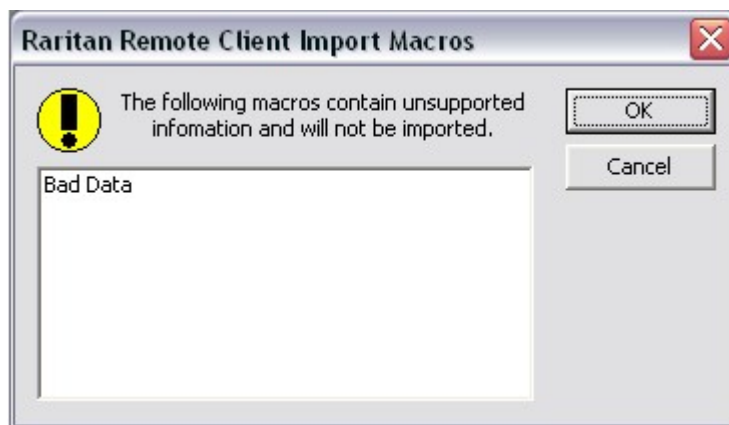 Raritan Remote Client Import Macros
The following macros contain unsupported
infomation and will not be imported.
OK
Cancel
Bad Data